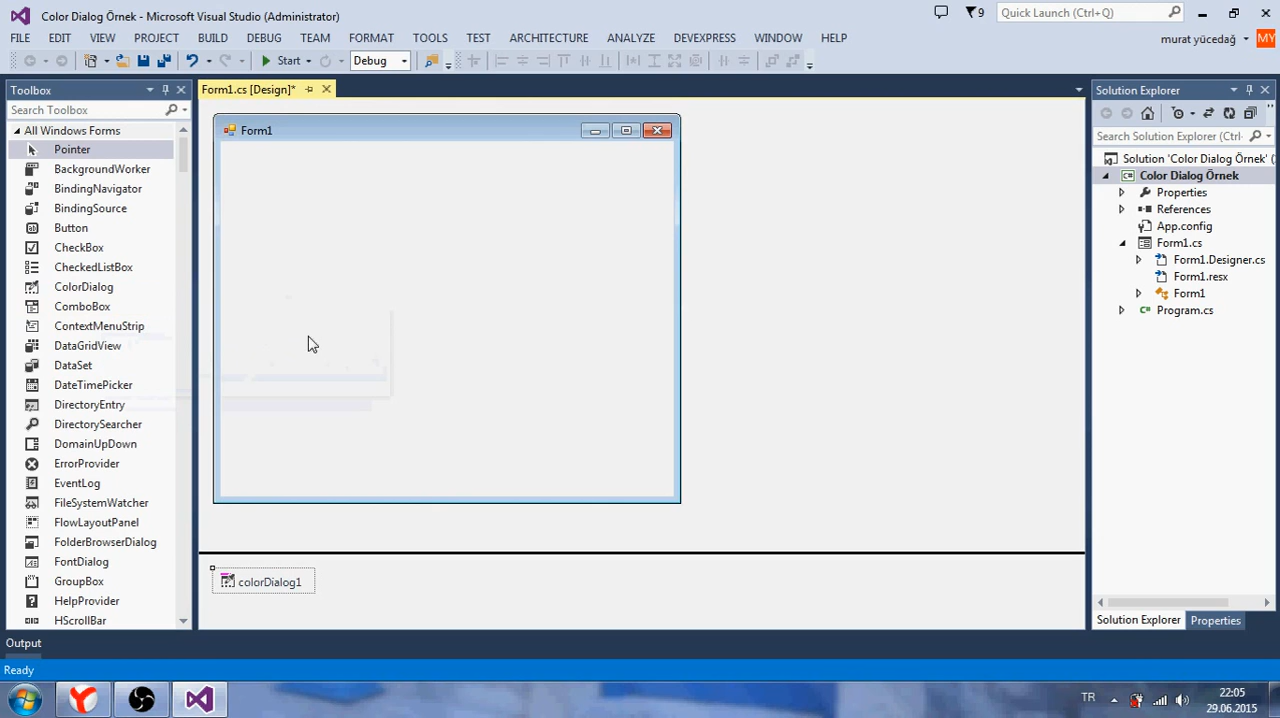 Color Dialog Örnek - Microsoft Visual Studio (Administrator)
9
Quick Launch (Ctrl+Q)
FILE EDIT VIEW PROJECT BUILD DEBUG TEAM FORMAT TOOLS TEST ARCHITECTURE ANALYZE DEVEXPRESS WINDOW HELP
murat yücedağ MY
Start Debug
Toolbox
Form1.cs [Design]*
Solution Explorer
Search Toolbox
Search Solution Explorer (Ctrl+
All Windows Forms
Pointer
BackgroundWorker
BindingNavigator
BindingSource
Button
CheckBox
CheckedListBox
ColorDialog
ComboBox
ContextMenuStrip
DataGridView
DataSet
DateTimePicker
DirectoryEntry
DirectorySearcher
DomainUpDown
ErrorProvider
EventLog
FileSystemWatcher
FlowLayoutPanel
FolderBrowserDialog
FontDialog
GroupBox
HelpProvider
HScrollBar
Form1
colorDialog1
Solution 'Color Dialog Örnek' (
Color Dialog Örnek
Properties
References
App.config
Form1.cs
Form1.Designer.cs
Form1.resx
Form1
Program.cs
Solution Explorer Properties
Output
Ready
TR
22:05
29.06.2015